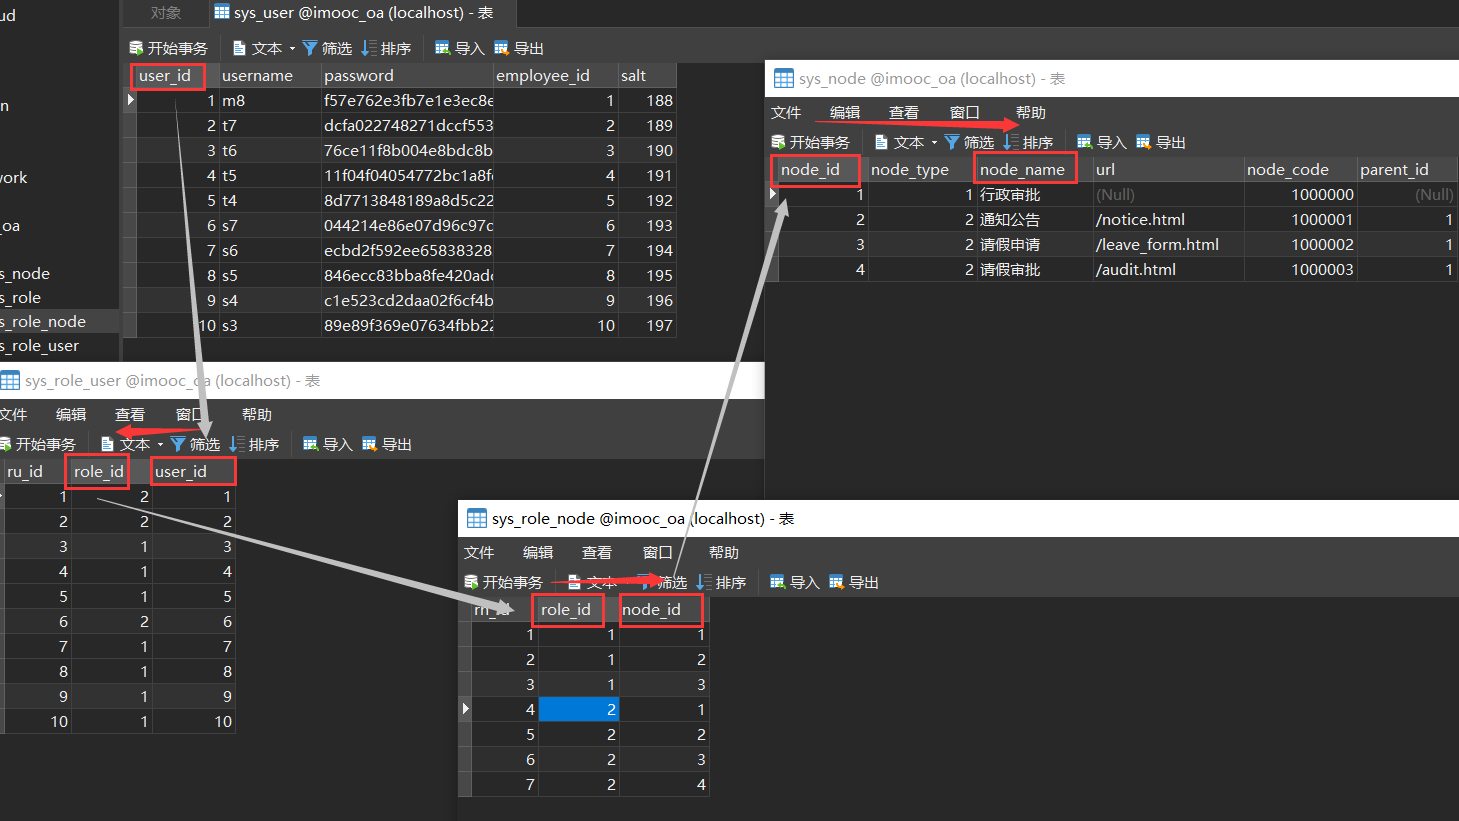 ud
n
work
_oa
s_node
s_role
s_role_node
s_role_user
对象
sys_user @imooc_oa (localhost) - 表
开始事务 文本 筛选 排序 导入 导出
user_id username password employee_id salt
1 m8 f57e762e3fb7e1e3ec8e 1 188
2 t7 dcfa022748271dccf553 2 189
3 t6 76ce11f8b004e8bdc8b 3 190
4 t5 11f04f04054772bc1a8f 4 191
5 t4 8d7713848189a8d5c22 5 192
6 s7 044214e86e07d96c97c 6 193
7 s6 ecbd2f592ee65838328 7 194
8 s5 846ecc83bba8fe420ad 8 195
9 s4 c1e523cd2daa02f6cf4b 9 196
10 s3 89e89f369e07634fbb22 10 197
sys_node @imooc_oa (localhost) - 表
文件 编辑 查看 窗口 帮助
开始事务 文本 筛选 排序 导入 导出
node_id node_type node_name url node_code parent_id
1 1 行政审批 (Null) 1000000 (Null)
2 2 通知公告 /notice.html 1000001 1
3 2 请假申请 /leave_form.html 1000002 1
4 2 请假审批 /audit.html 1000003 1
sys_role_user @imooc_oa (localhost) - 表
文件 编辑 查看 窗口 帮助
开始事务 文本 筛选 排序 导入 导出
ru_id role_id user_id
1 2 1
2 2 2
3 1 3
4 1 4
5 1 5
6 2 6
7 1 7
8 1 8
9 1 9
10 1 10
sys_role_node @imooc_oa (localhost) - 表
文件 编辑 查看 窗口 帮助
开始事务 文本 筛选 排序 导入 导出
rn_id role_id node_id
1 1 1
2 1 2
3 1 3
4 2 1
5 2 2
6 2 3
7 2 4